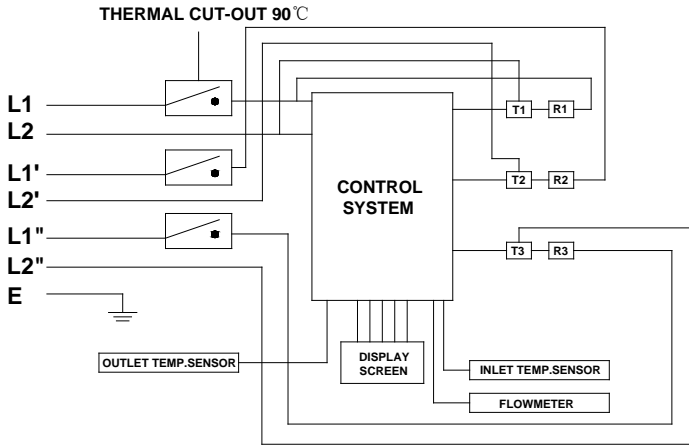 THERMAL CUT-OUT 90℃
L1
L2
L1'
L2'
L1"
L2"
E
CONTROL
SYSTEM
T1
R1
T2
R2
T3
R3
OUTLET TEMP.SENSOR
DISPLAY
SCREEN
INLET TEMP.SENSOR
FLOWMETER